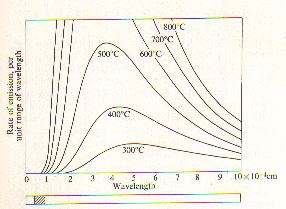 Rate of emission, per
unit range of wavelength
800°C
700°C
600°C
500°C
400°C
300°C
0 1 2 3 4 5 6 7 8 9 10×10⁻⁴cm
Wavelength